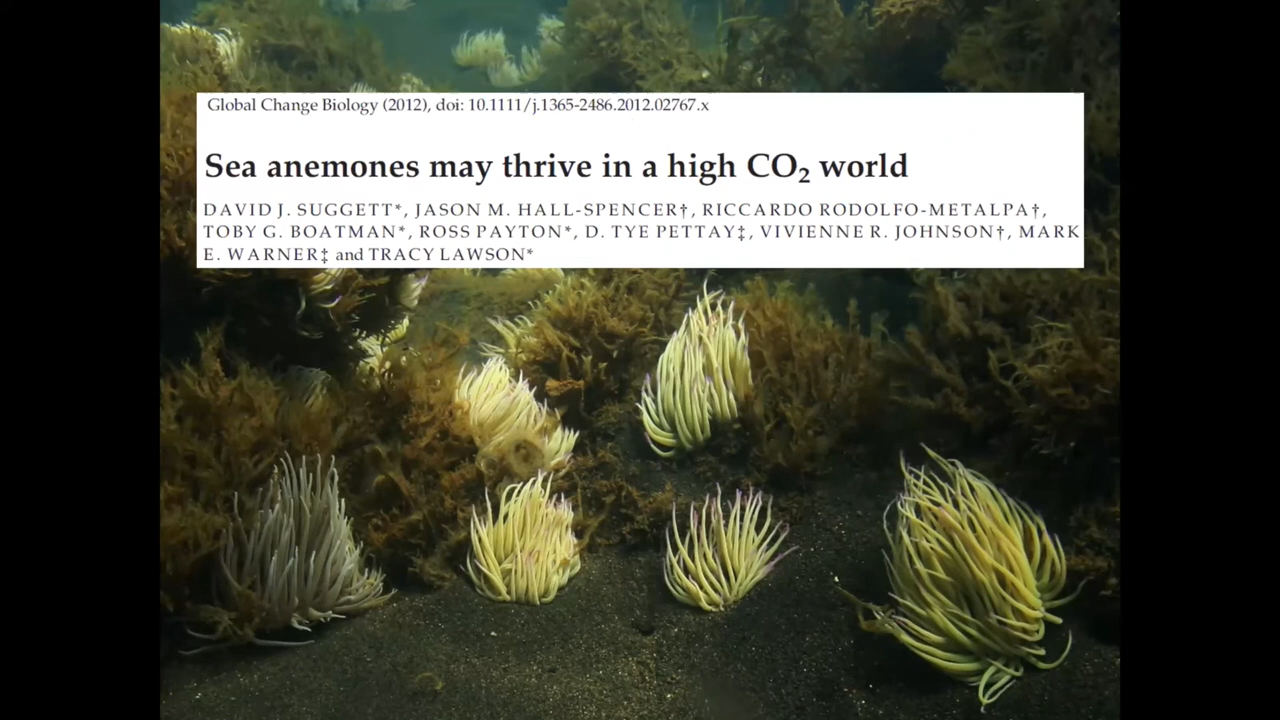 Global Change Biology (2012), doi: 10.1111/j.1365-2486.2012.02767.x
Sea anemones may thrive in a high CO₂ world
DAVID J. SUGGETT*, JASON M. HALL-SPENCER†, RICCARDO RODOLFO-METALPA†,
TOBY G. BOATMAN*, ROSS PAYTON*, D. TYE PETTAY‡, VIVIENNE R. JOHNSON†, MARK
E. WARNER‡ and TRACY LAWSON*